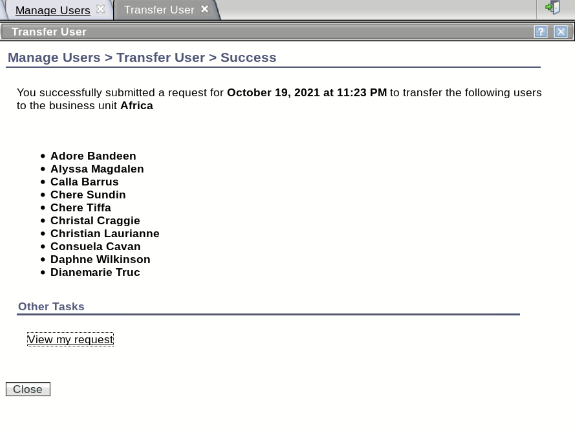 Manage Users Transfer User
Transfer User
Manage Users > Transfer User > Success
You successfully submitted a request for October 19, 2021 at 11:23 PM to transfer the following users
to the business unit Africa
Adore Bandeen
Alyssa Magdalen
Calla Barrus
Chere Sundin
Chere Tiffa
Christal Craggie
Christian Laurianne
Consuela Cavan
Daphne Wilkinson
Dianemarie Truc
Other Tasks
View my request
Close